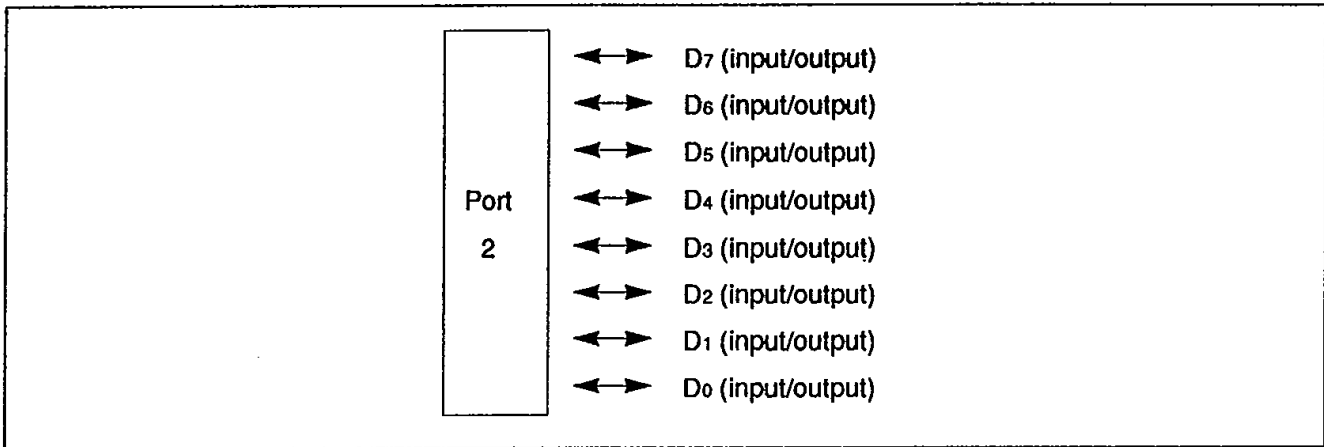 D7 (input/output)
D6 (input/output)
D5 (input/output)
Port
2
D4 (input/output)
D3 (input/output)
D2 (input/output)
D1 (input/output)
D0 (input/output)